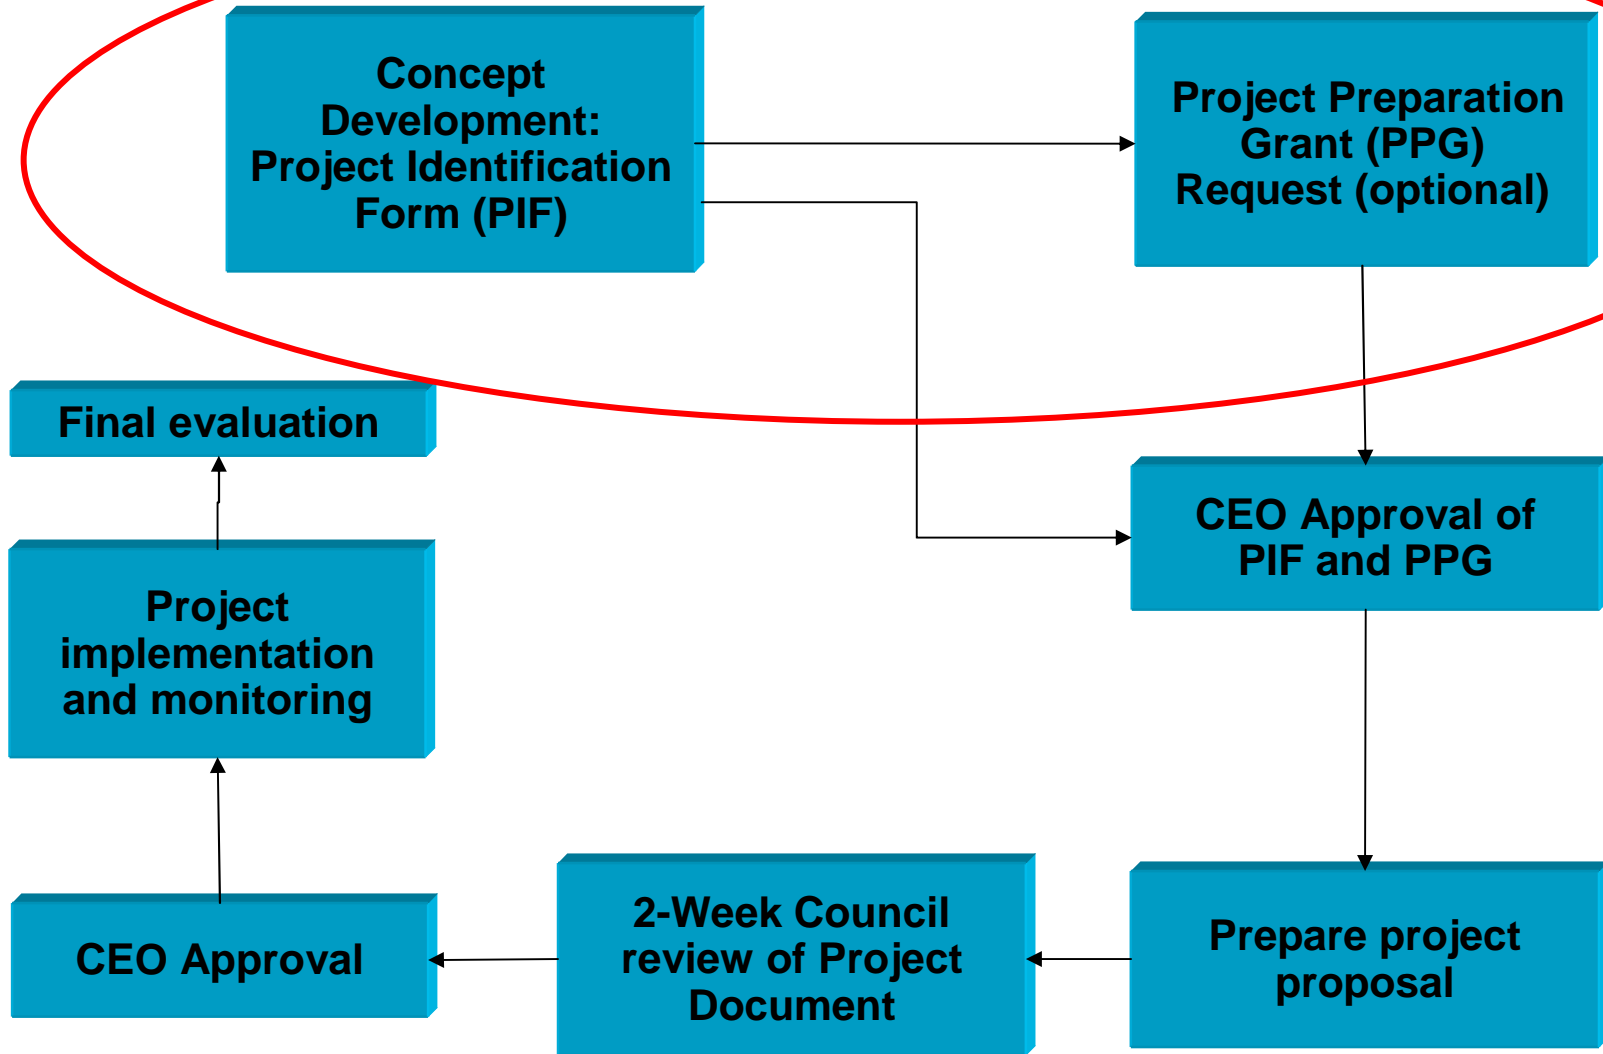 Concept
Development:
Project Identification
Form (PIF)
Project Preparation
Grant (PPG)
Request (optional)
CEO Approval of
PIF and PPG
Prepare project
proposal
2-Week Council
review of Project
Document
CEO Approval
Project
implementation
and monitoring
Final evaluation